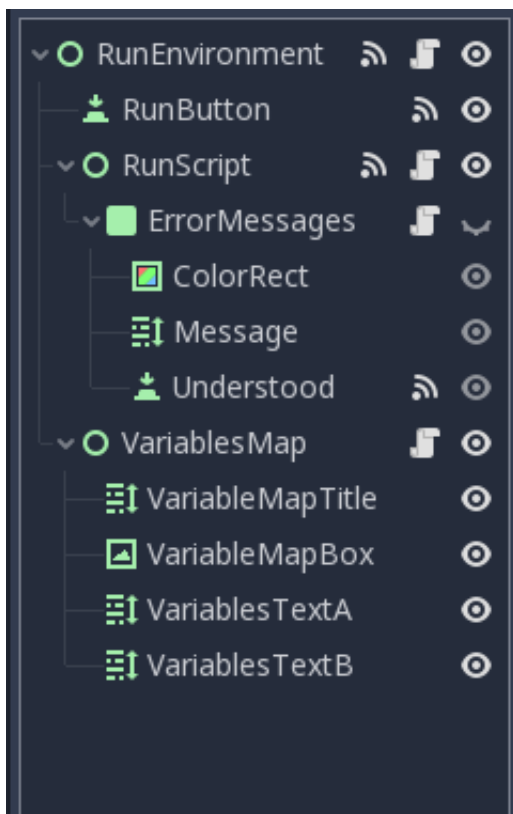 RunEnvironment
RunButton
RunScript
ErrorMessages
ColorRect
Message
Understood
VariablesMap
VariableMapTitle
VariableMapBox
VariablesTextA
VariablesTextB